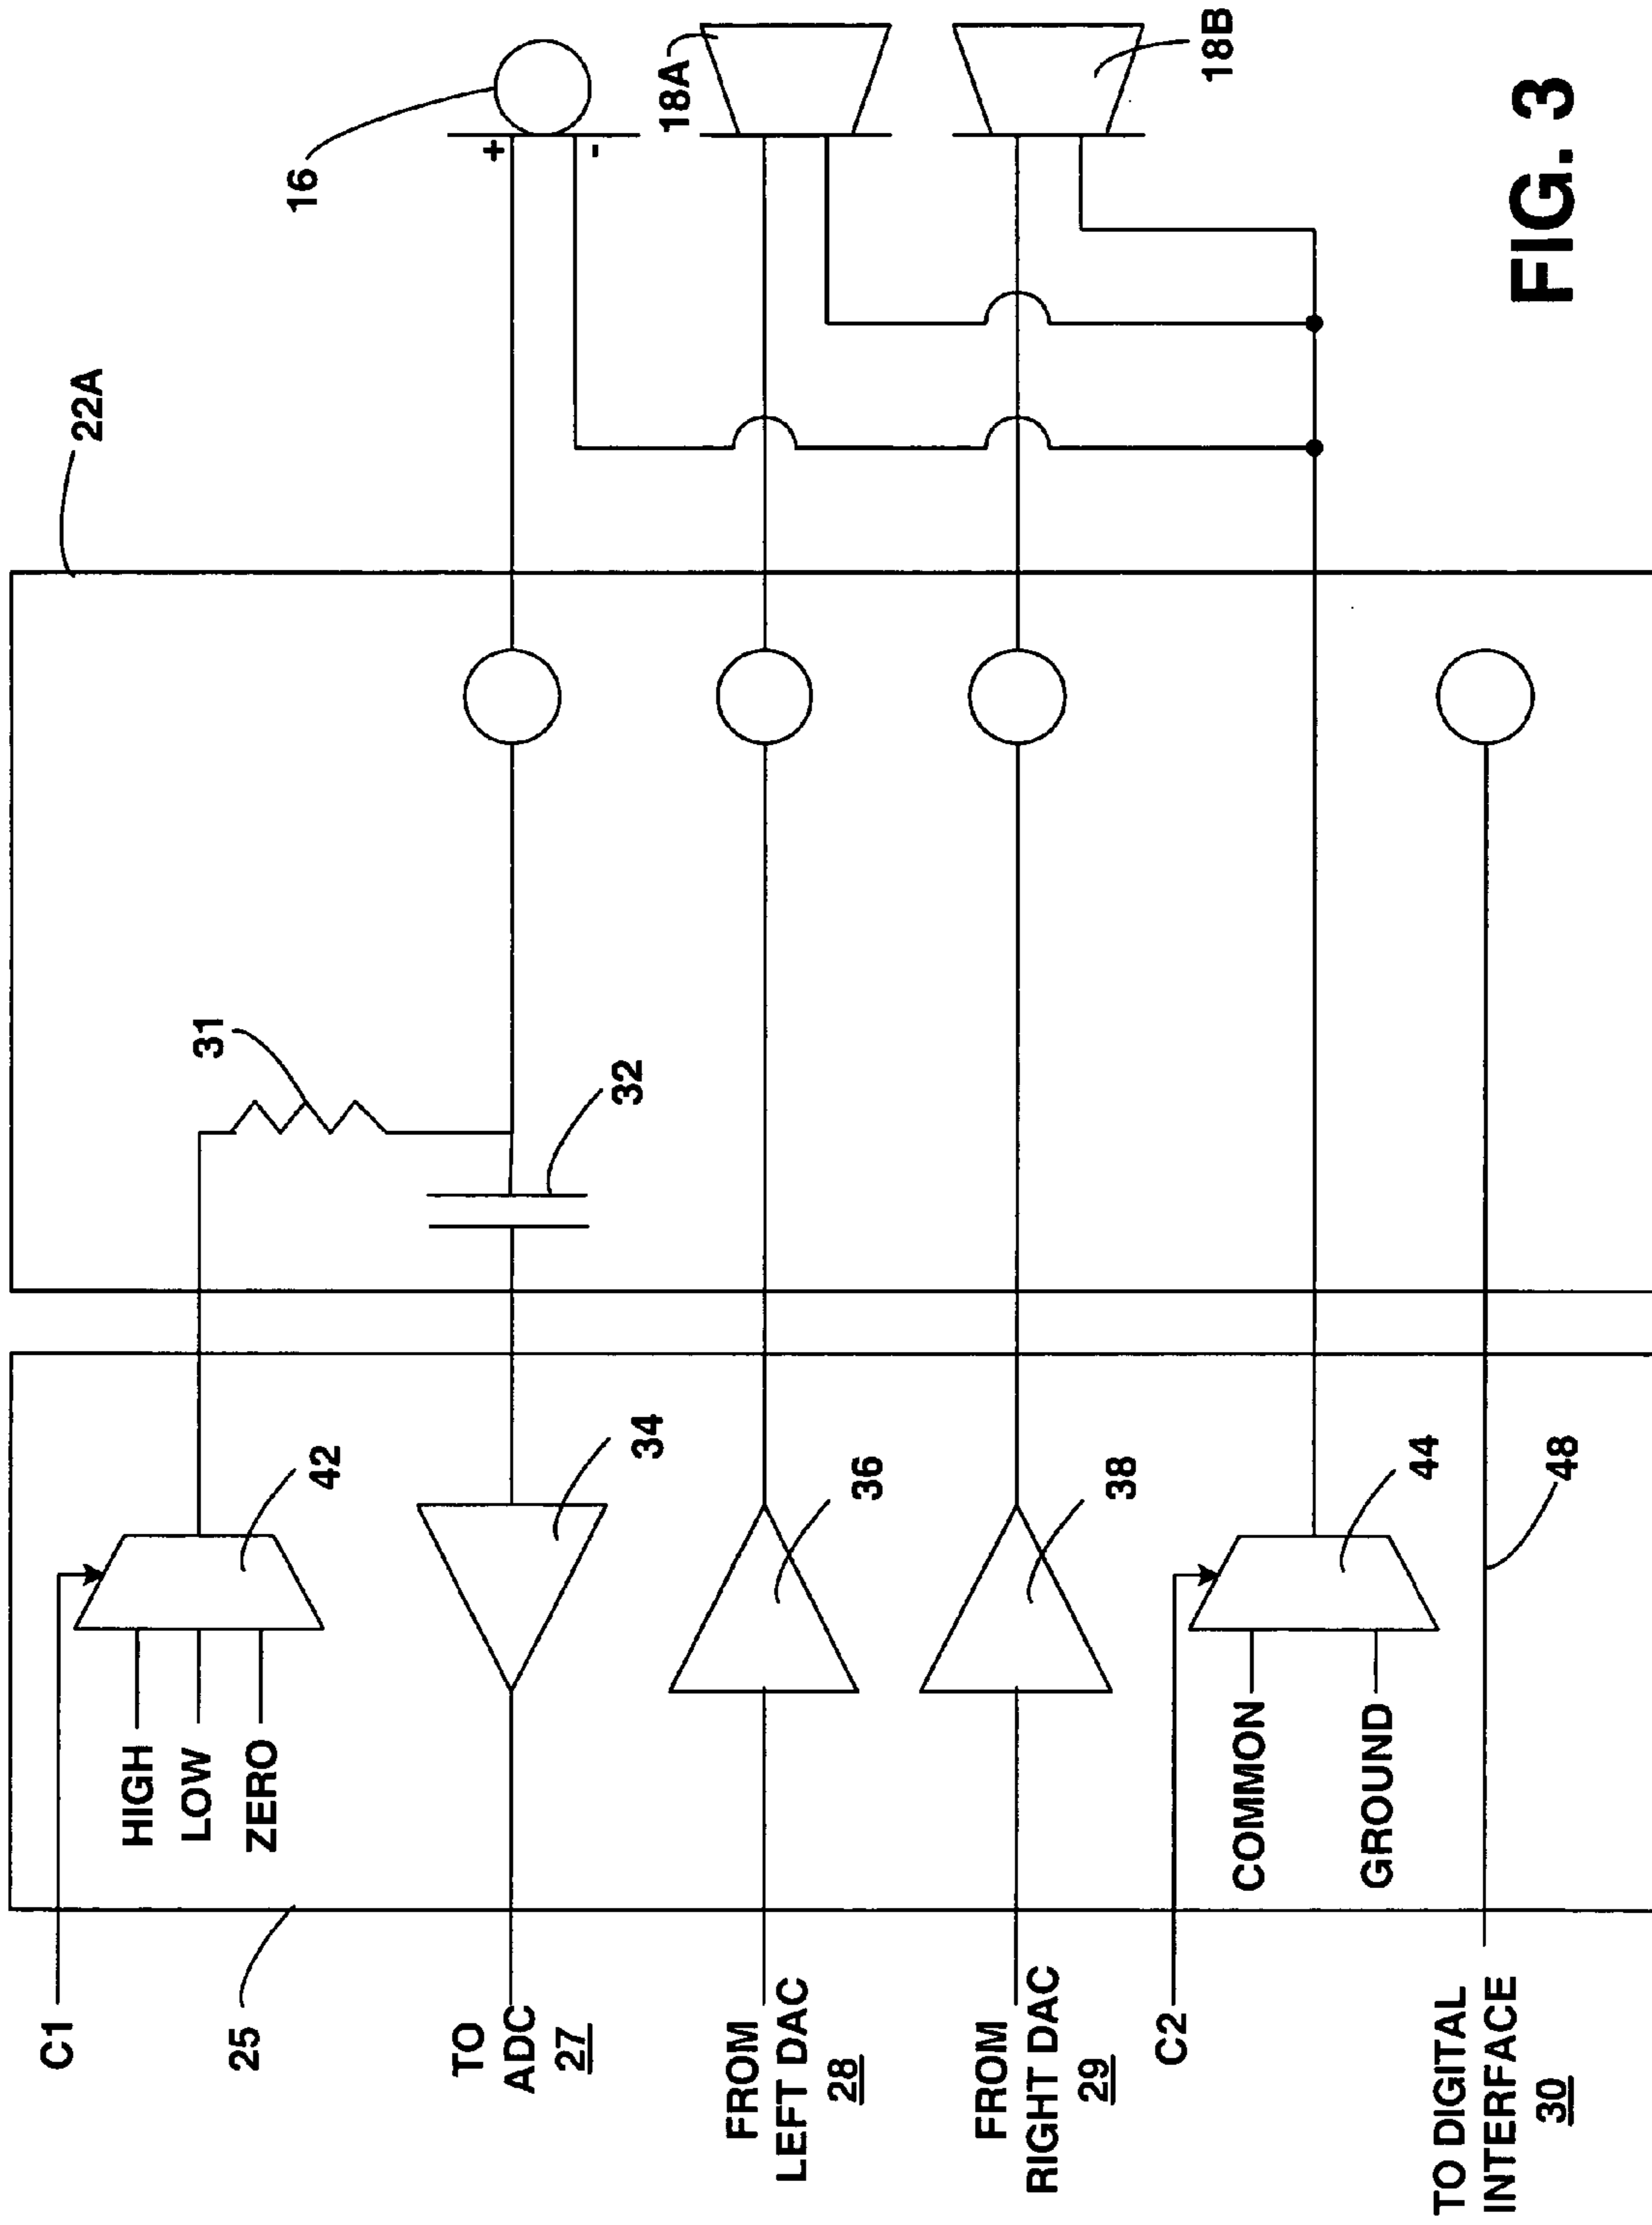 C1
25
TO
ADC
27
FROM
LEFT DAC
28
FROM
RIGHT DAC
29
C2
TO DIGITAL
INTERFACE
30
HIGH
LOW
ZERO
COMMON
GROUND
42
34
36
38
44
48
31
32
22A
16
+
-
18A
18B
FIG. 3